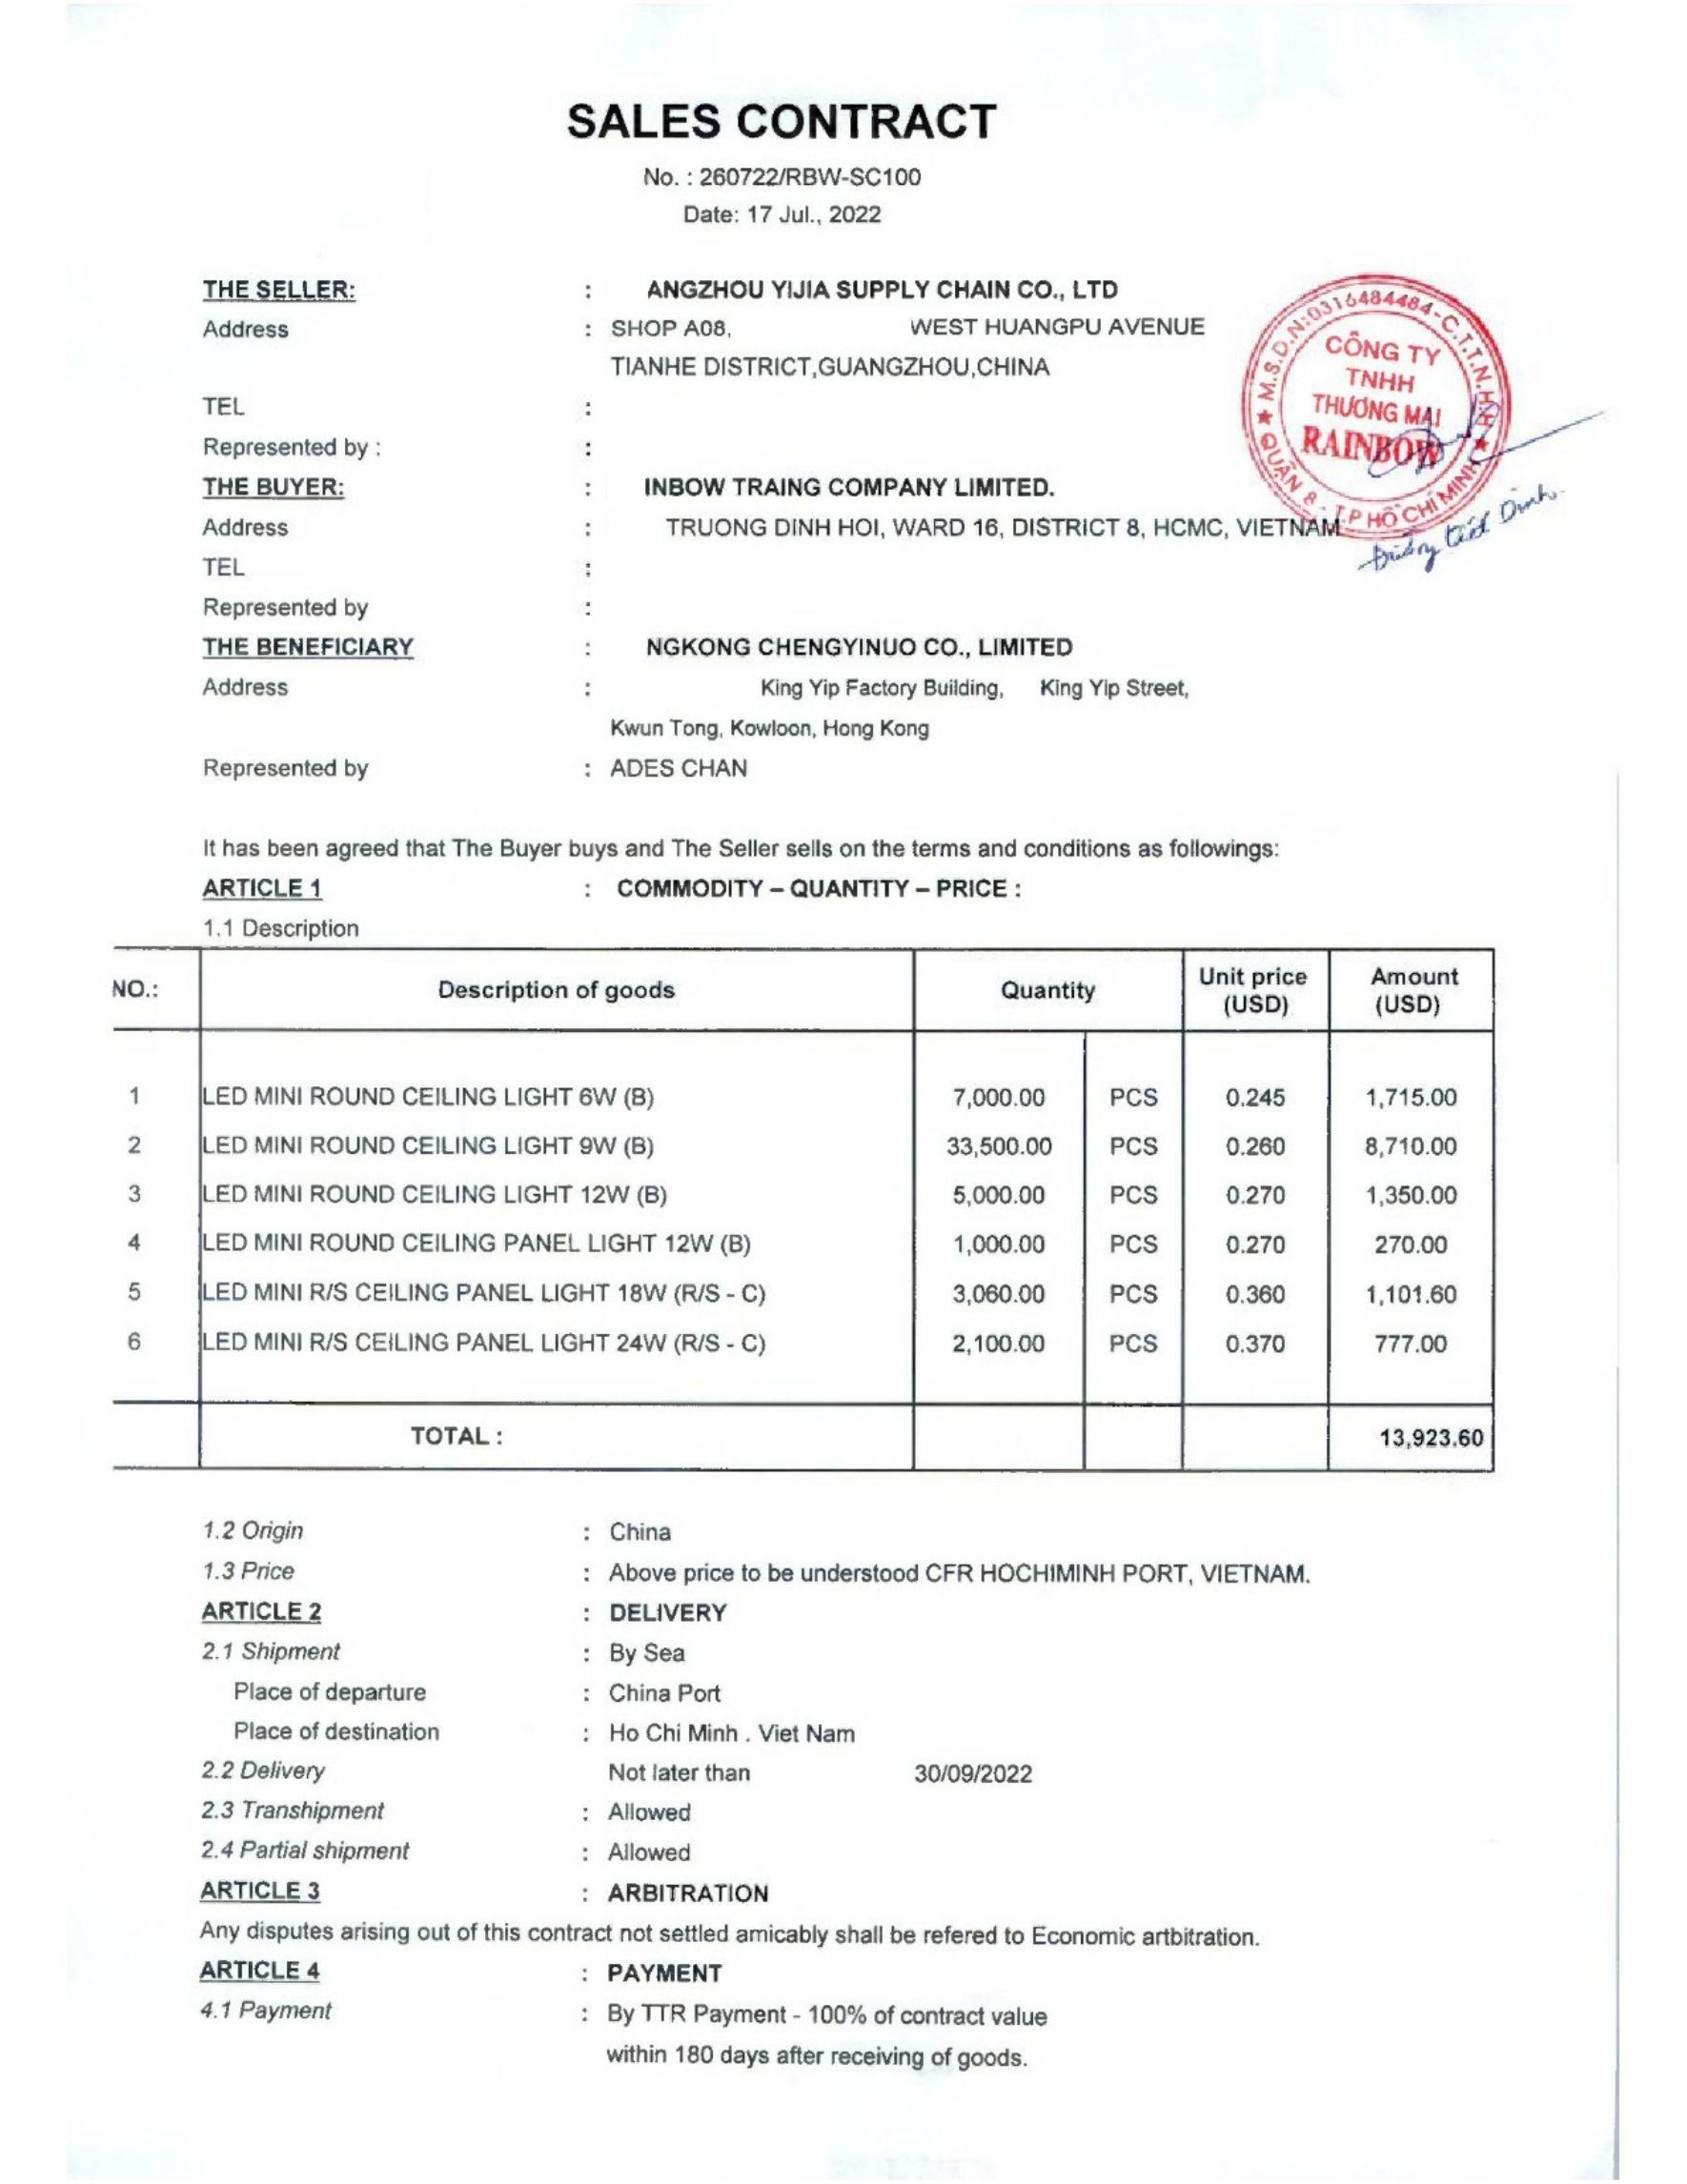 SALES CONTRACT
No. : 260722/RBW-SC100
Date: 17 Jul., 2022
THE SELLER: : ANGZHOU YIJIA SUPPLY CHAIN CO., LTD
Address : SHOP A08, WEST HUANGPU AVENUE
TIANHE DISTRICT,GUANGZHOU,CHINA
TEL :
Represented by : :
THE BUYER: : INBOW TRAING COMPANY LIMITED.
Address : TRUONG DINH HOI, WARD 16, DISTRICT 8, HCMC, VIETNAM
TEL :
Represented by :
M.S.D.N:0316484484-C.T.T.N.HH
CÔNG TY
TNHH
THƯƠNG MẠI
RAINBOW
QUẬN 8 - T.P HỒ CHÍ MINH
THE BENEFICIARY : NGKONG CHENGYINUO CO., LIMITED
Address : King Yip Factory Building, King Yip Street,
Kwun Tong, Kowloon, Hong Kong
Represented by : ADES CHAN
It has been agreed that The Buyer buys and The Seller sells on the terms and conditions as followings:
ARTICLE 1 : COMMODITY – QUANTITY – PRICE :
1.1 Description
NO.: Description of goods Quantity Unit price (USD) Amount (USD)
1 LED MINI ROUND CEILING LIGHT 6W (B) 7,000.00 PCS 0.245 1,715.00
2 LED MINI ROUND CEILING LIGHT 9W (B) 33,500.00 PCS 0.260 8,710.00
3 LED MINI ROUND CEILING LIGHT 12W (B) 5,000.00 PCS 0.270 1,350.00
4 LED MINI ROUND CEILING PANEL LIGHT 12W (B) 1,000.00 PCS 0.270 270.00
5 LED MINI R/S CEILING PANEL LIGHT 18W (R/S - C) 3,060.00 PCS 0.360 1,101.60
6 LED MINI R/S CEILING PANEL LIGHT 24W (R/S - C) 2,100.00 PCS 0.370 777.00
TOTAL : 13,923.60
1.2 Origin : China
1.3 Price : Above price to be understood CFR HOCHIMINH PORT, VIETNAM.
ARTICLE 2 : DELIVERY
2.1 Shipment : By Sea
Place of departure : China Port
Place of destination : Ho Chi Minh . Viet Nam
2.2 Delivery Not later than 30/09/2022
2.3 Transhipment : Allowed
2.4 Partial shipment : Allowed
ARTICLE 3 : ARBITRATION
Any disputes arising out of this contract not settled amicably shall be refered to Economic artbitration.
ARTICLE 4 : PAYMENT
4.1 Payment : By TTR Payment - 100% of contract value
within 180 days after receiving of goods.